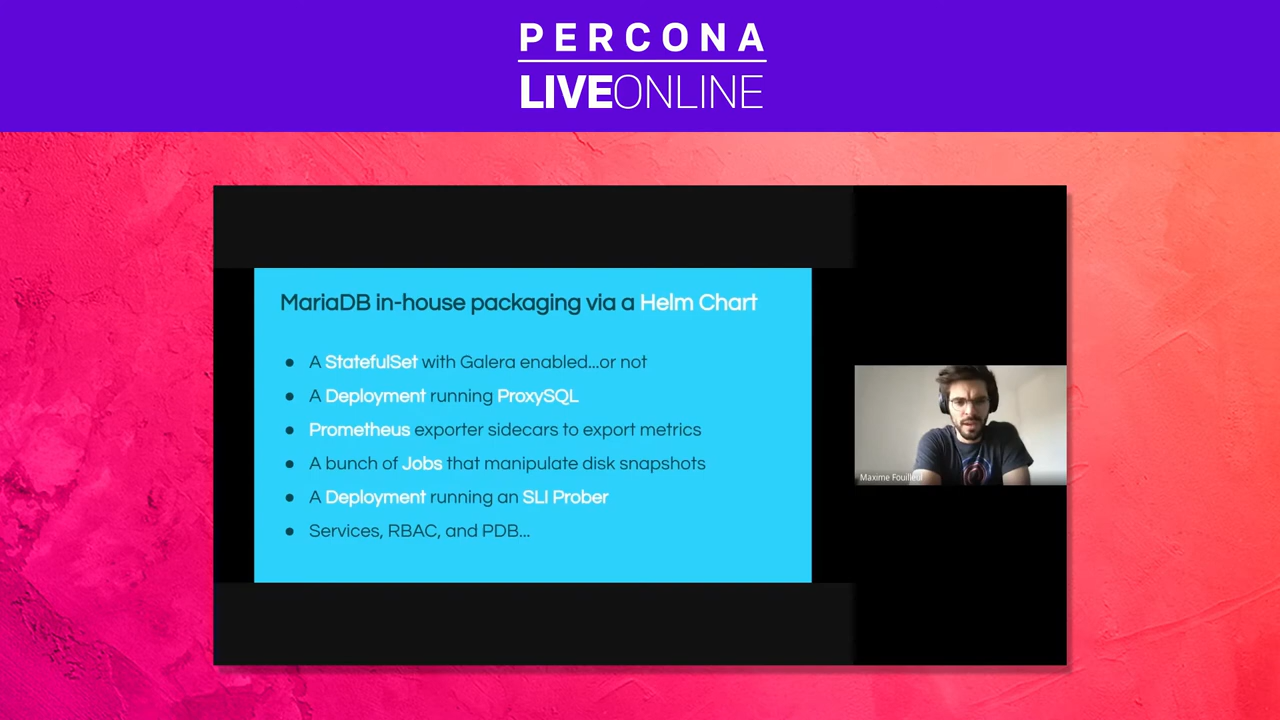 PERCONA
LIVEONLINE
MariaDB in-house packaging via a Helm Chart
● A StatefulSet with Galera enabled...or not
● A Deployment running ProxySQL
● Prometheus exporter sidecars to export metrics
● A bunch of Jobs that manipulate disk snapshots
● A Deployment running an SLI Prober
● Services, RBAC, and PDB...
Maxime Fouilleul